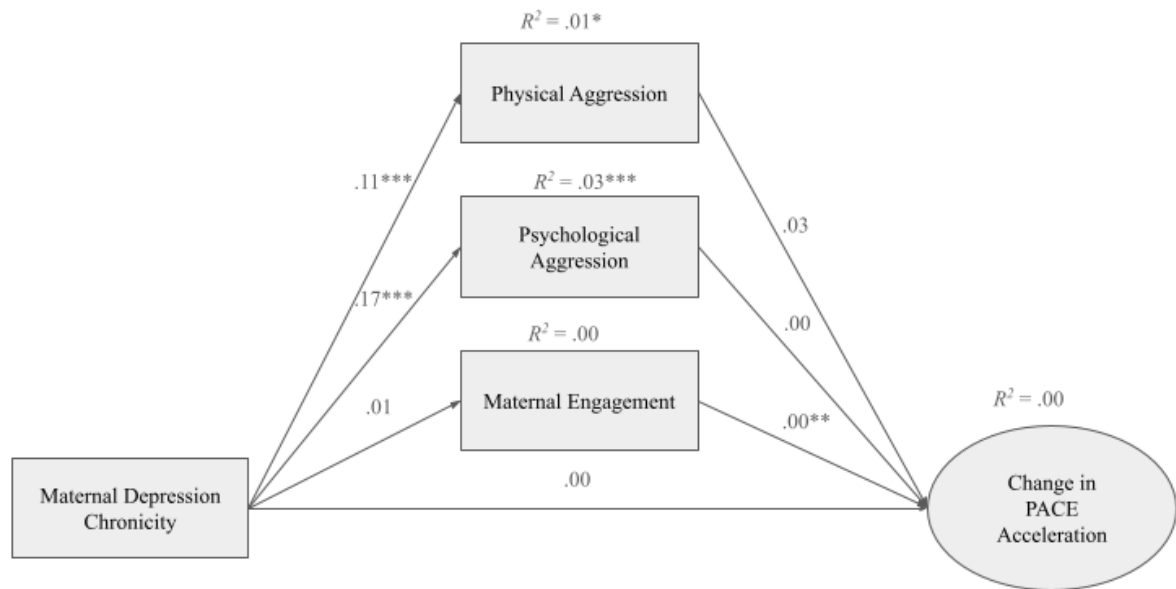 R² = .01*
Physical Aggression
.11***
R² = .03***
Psychological
Aggression
.03
.17***
.00
R² = .00
Maternal Engagement
.01
.00**
R² = .00
Maternal Depression
Chronicity
.00
Change in
PACE
Acceleration